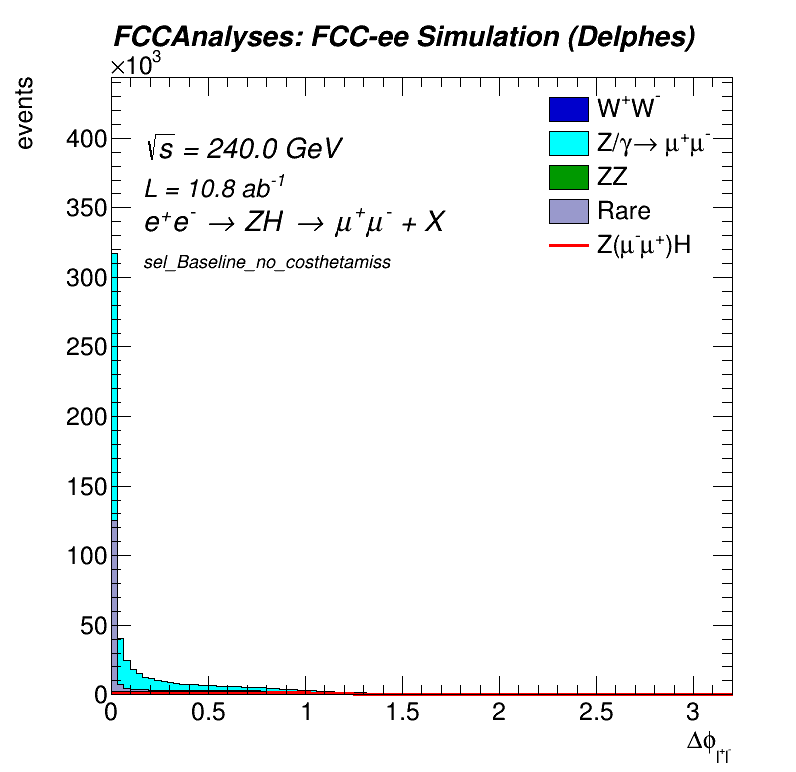 FCCAnalyses: FCC-ee Simulation (Delphes)
×10³
events
W⁺W⁻
Z/γ→ μ⁺μ⁻
ZZ
Rare
Z(μ⁻μ⁺)H
√s = 240.0 GeV
L = 10.8 ab⁻¹
e⁺e⁻ → ZH → μ⁺μ⁻ + X
sel_Baseline_no_costhetamiss
400
350
300
250
200
150
100
50
0
0 0.5 1 1.5 2 2.5 3
Δϕ_l⁺l⁻